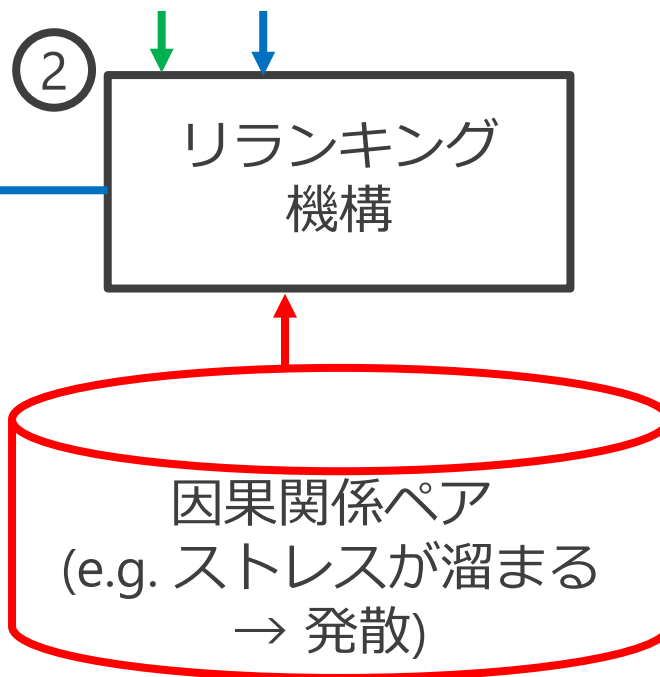 2
リランキング
機構
因果関係ペア
(e.g. ストレスが溜まる
→ 発散)